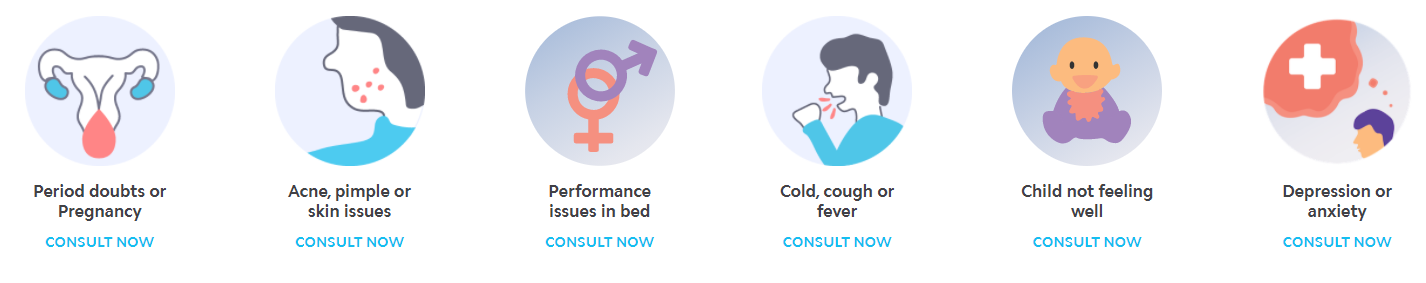 Period doubts or
Pregnancy
CONSULT NOW
Acne, pimple or
skin issues
CONSULT NOW
Performance
issues in bed
CONSULT NOW
Cold, cough or
fever
CONSULT NOW
Child not feeling
well
CONSULT NOW
Depression or
anxiety
CONSULT NOW